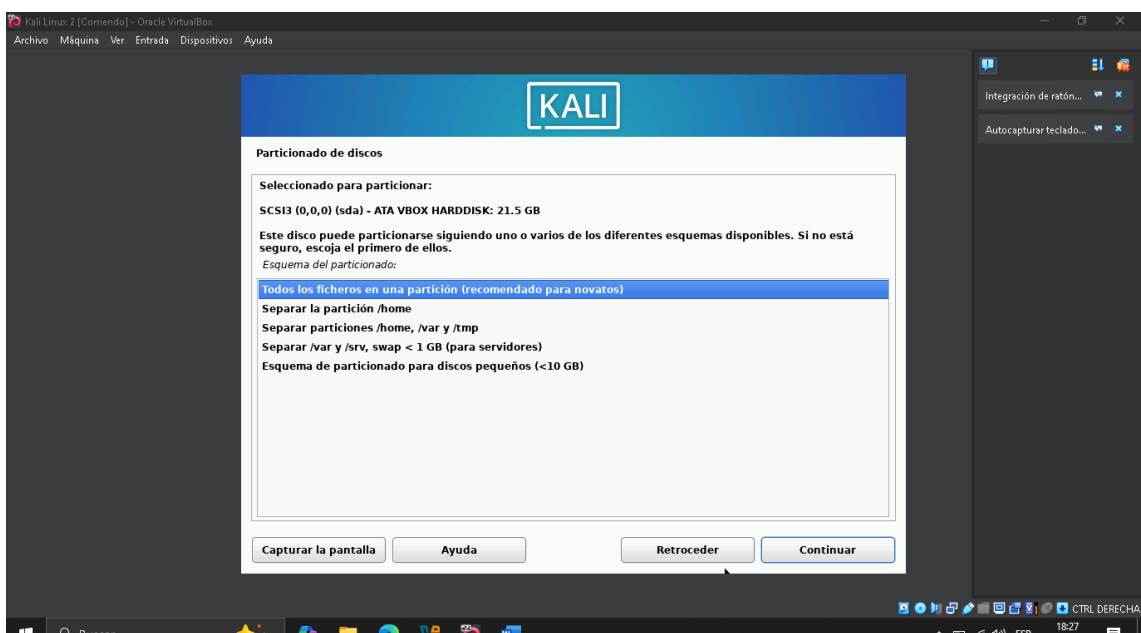 Kali Linux 2 [Corriendo] - Oracle VirtualBox
Archivo Máquina Ver Entrada Dispositivos Ayuda
KALI
Integración de ratón...
Autocapturar teclado...
Particionado de discos
Seleccionado para particionar:
SCSI3 (0,0,0) (sda) - ATA VBOX HARDDISK: 21.5 GB
Este disco puede particionarse siguiendo uno o varios de los diferentes esquemas disponibles. Si no está
seguro, escoja el primero de ellos.
Esquema del particionado:
Todos los ficheros en una partición (recomendado para novatos)
Separar la partición /home
Separar particiones /home, /var y /tmp
Separar /var y /srv, swap < 1 GB (para servidores)
Esquema de particionado para discos pequeños (<10 GB)
Capturar la pantalla Ayuda Retroceder Continuar
CTRL DERECHA
18:27